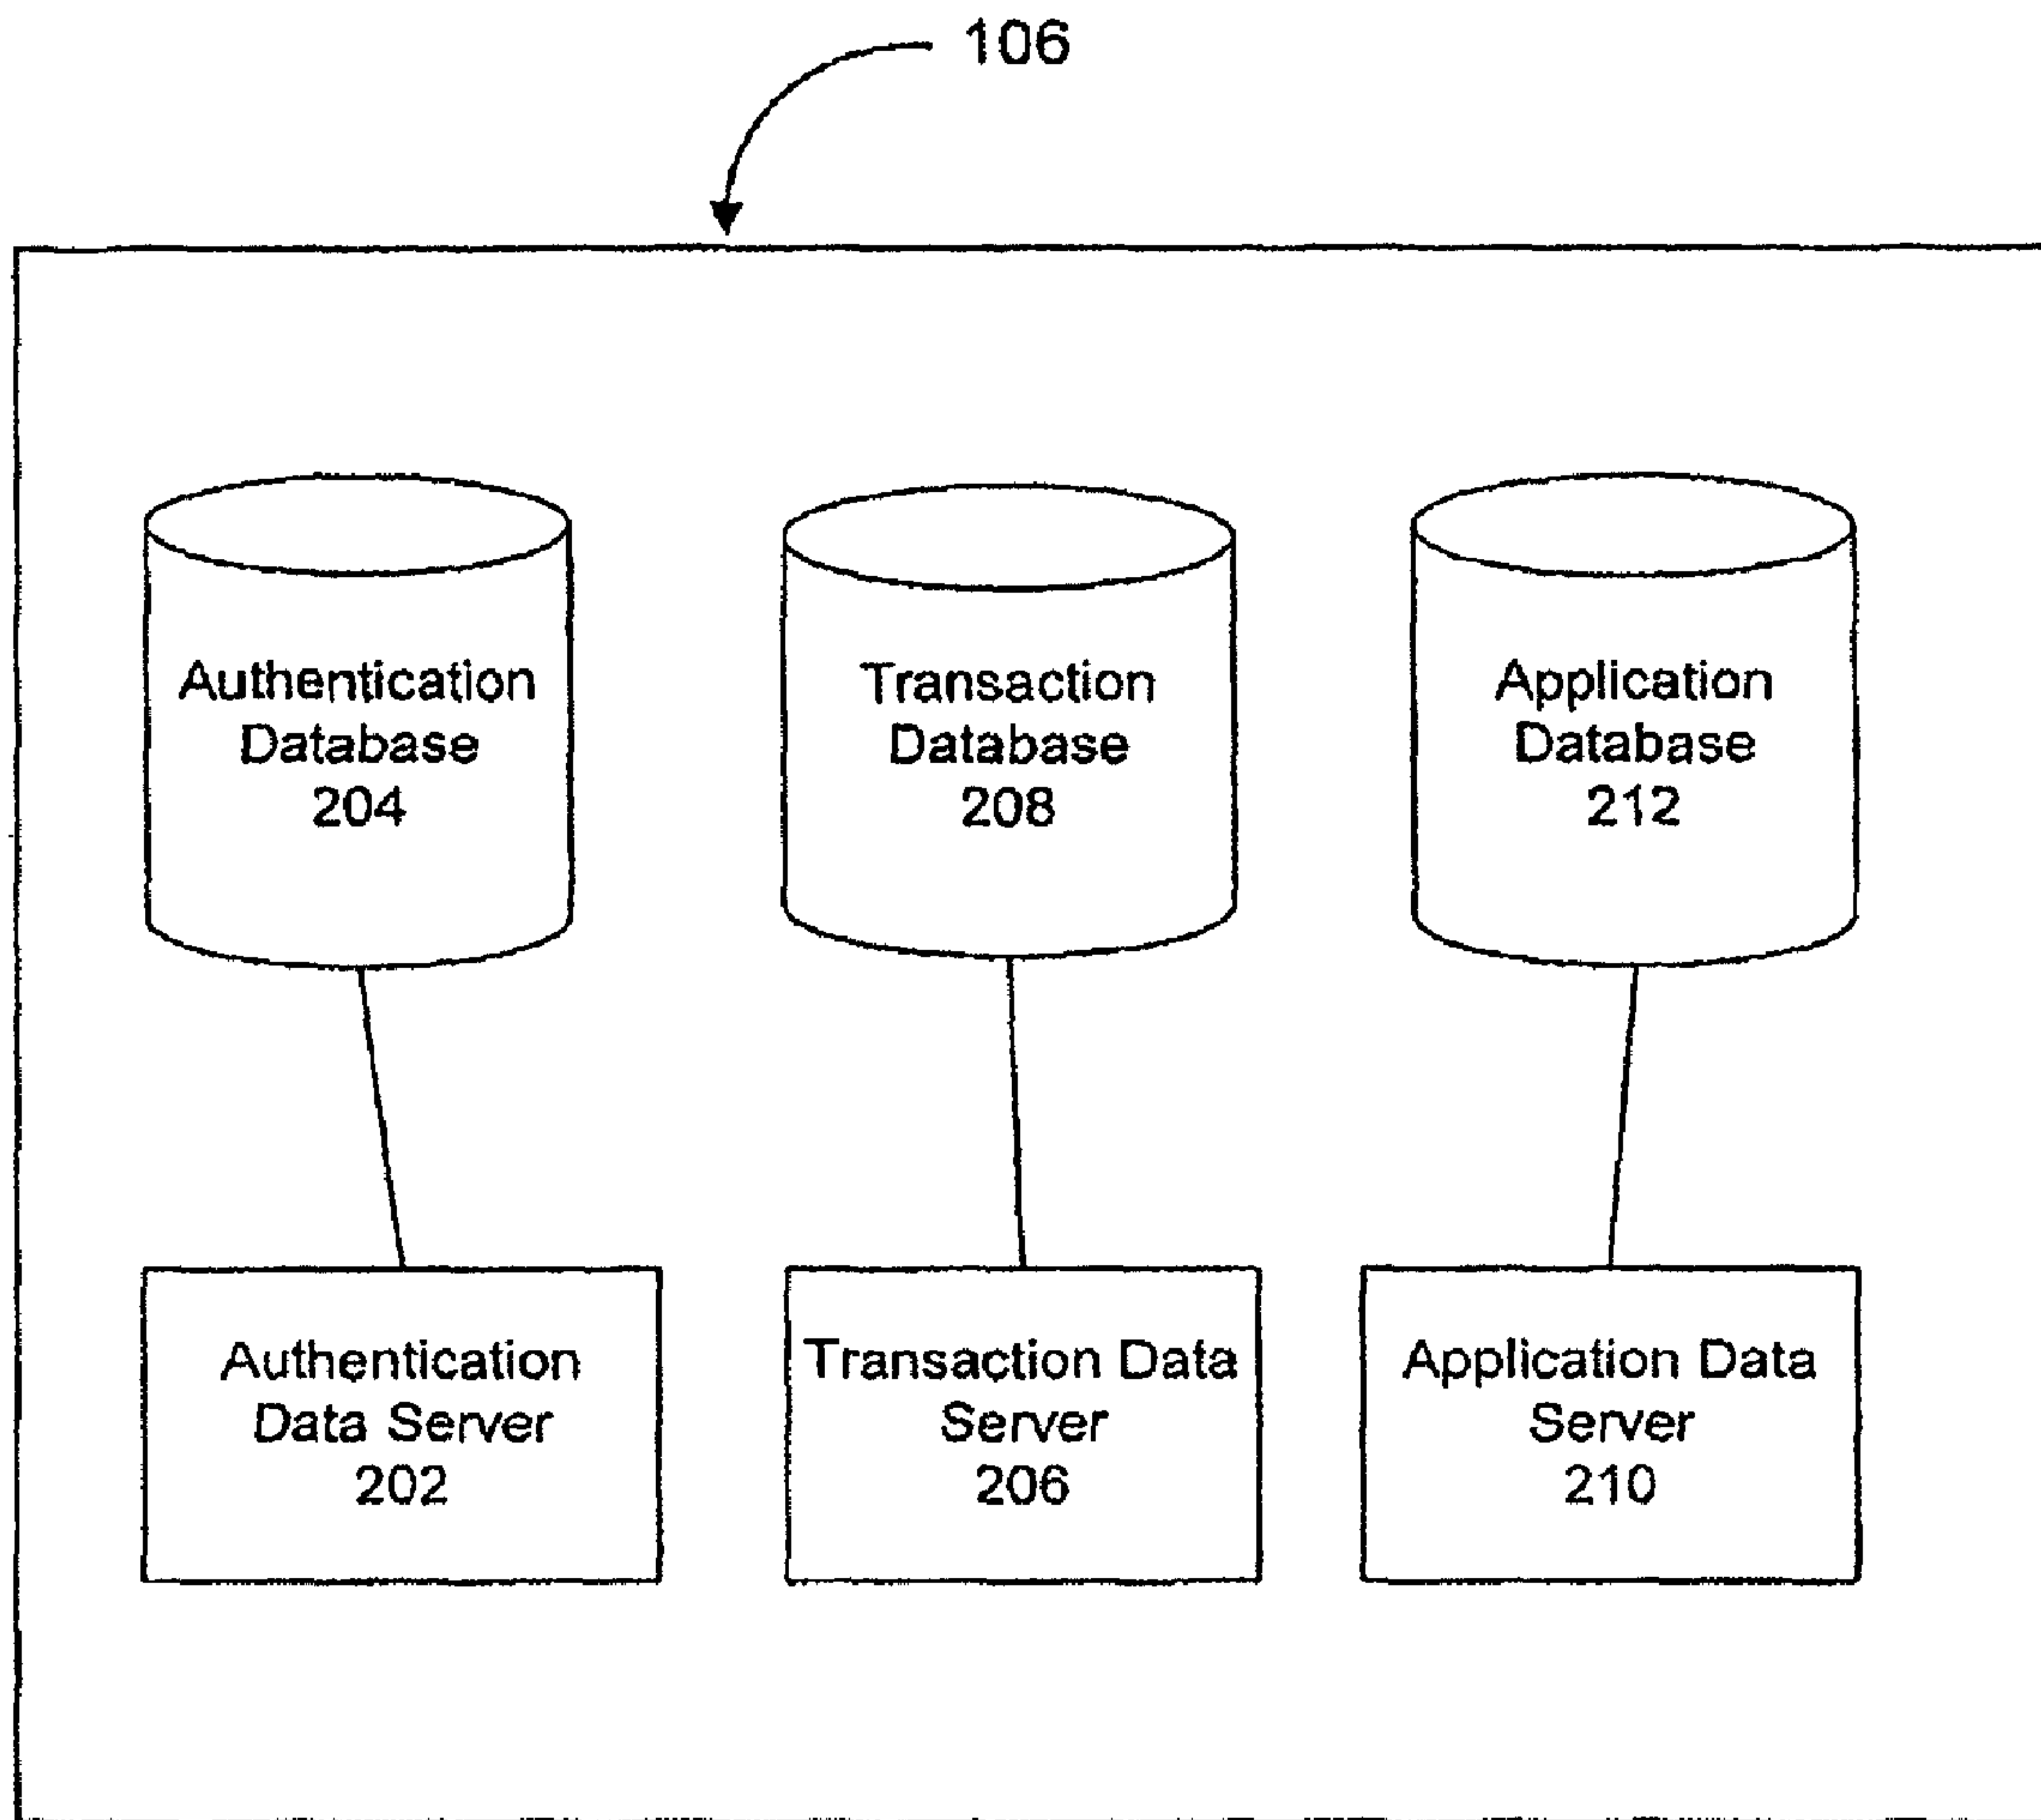 106
Authentication
Database
204
Transaction
Database
208
Application
Database
212
Authentication
Data Server
202
Transaction Data
Server
206
Application Data
Server
210